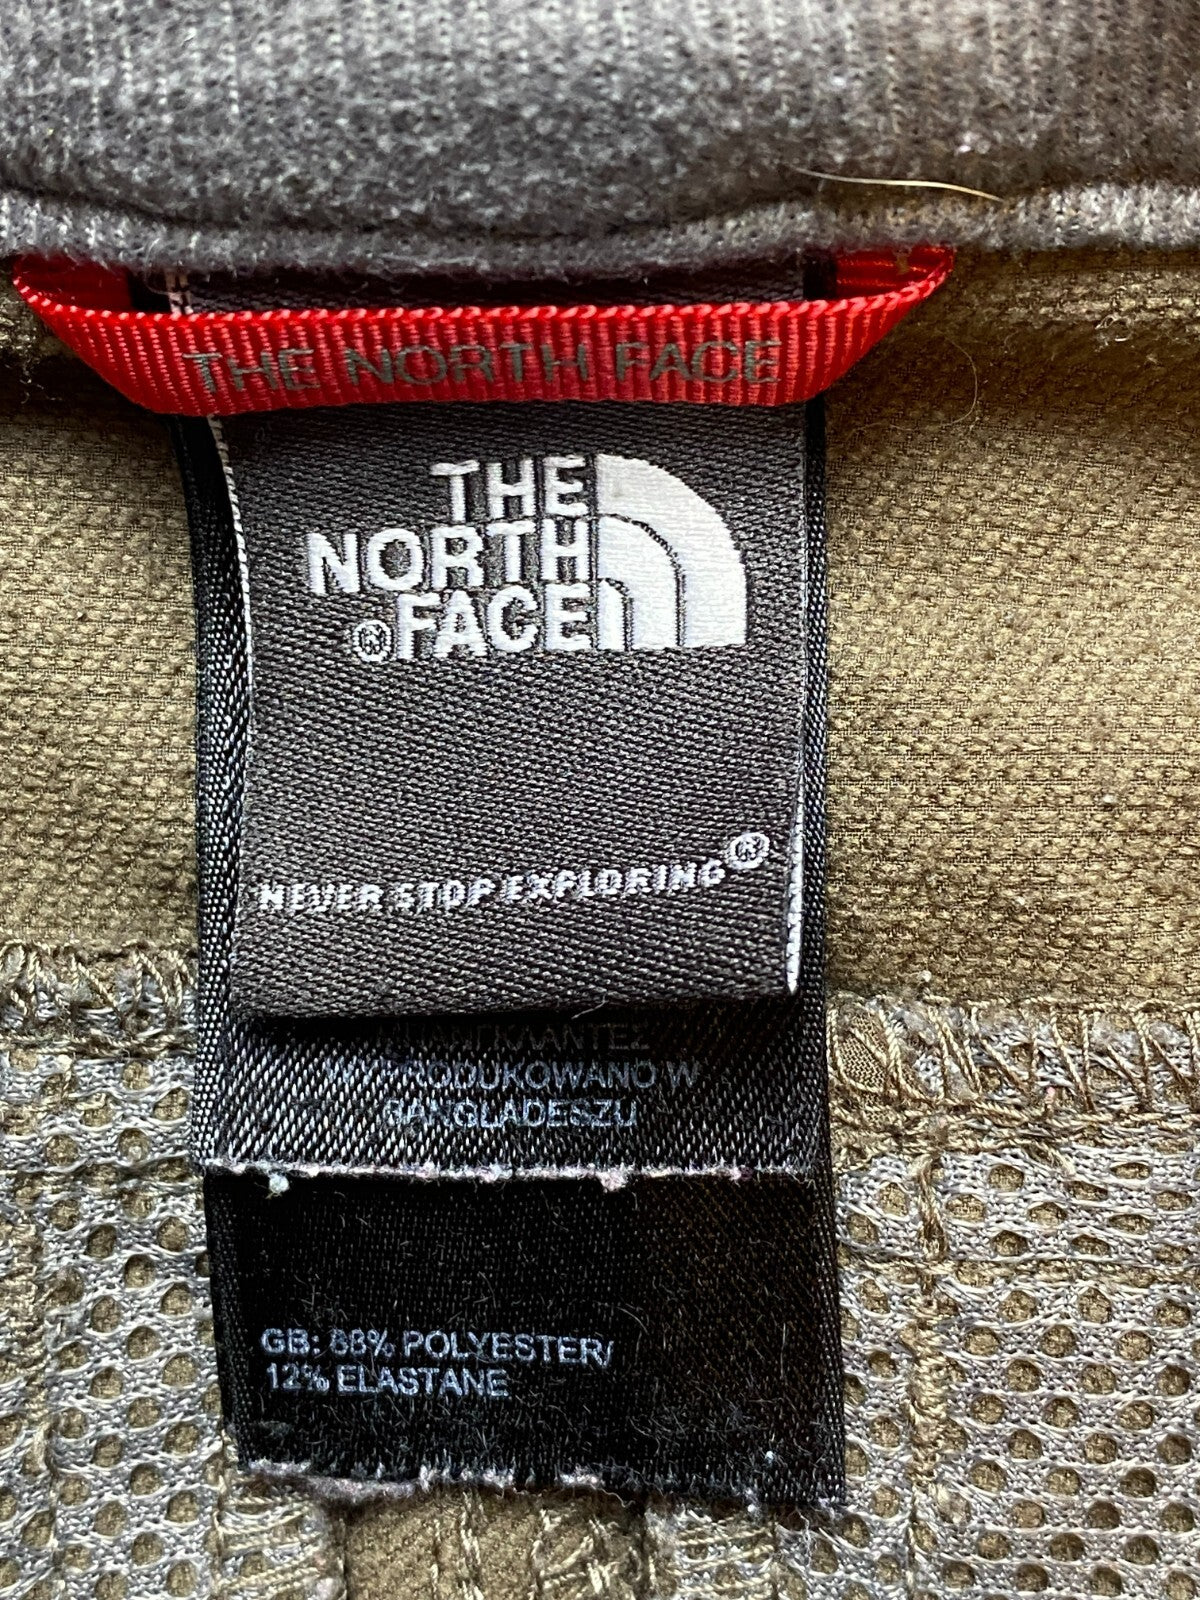 THE NORTH FACE
THE
NORTH
®FACE
NEVER STOP EXPLORING®
WYPRODUKOWANO W
BANGLADESZU
GB: 88% POLYESTER/
12% ELASTANE